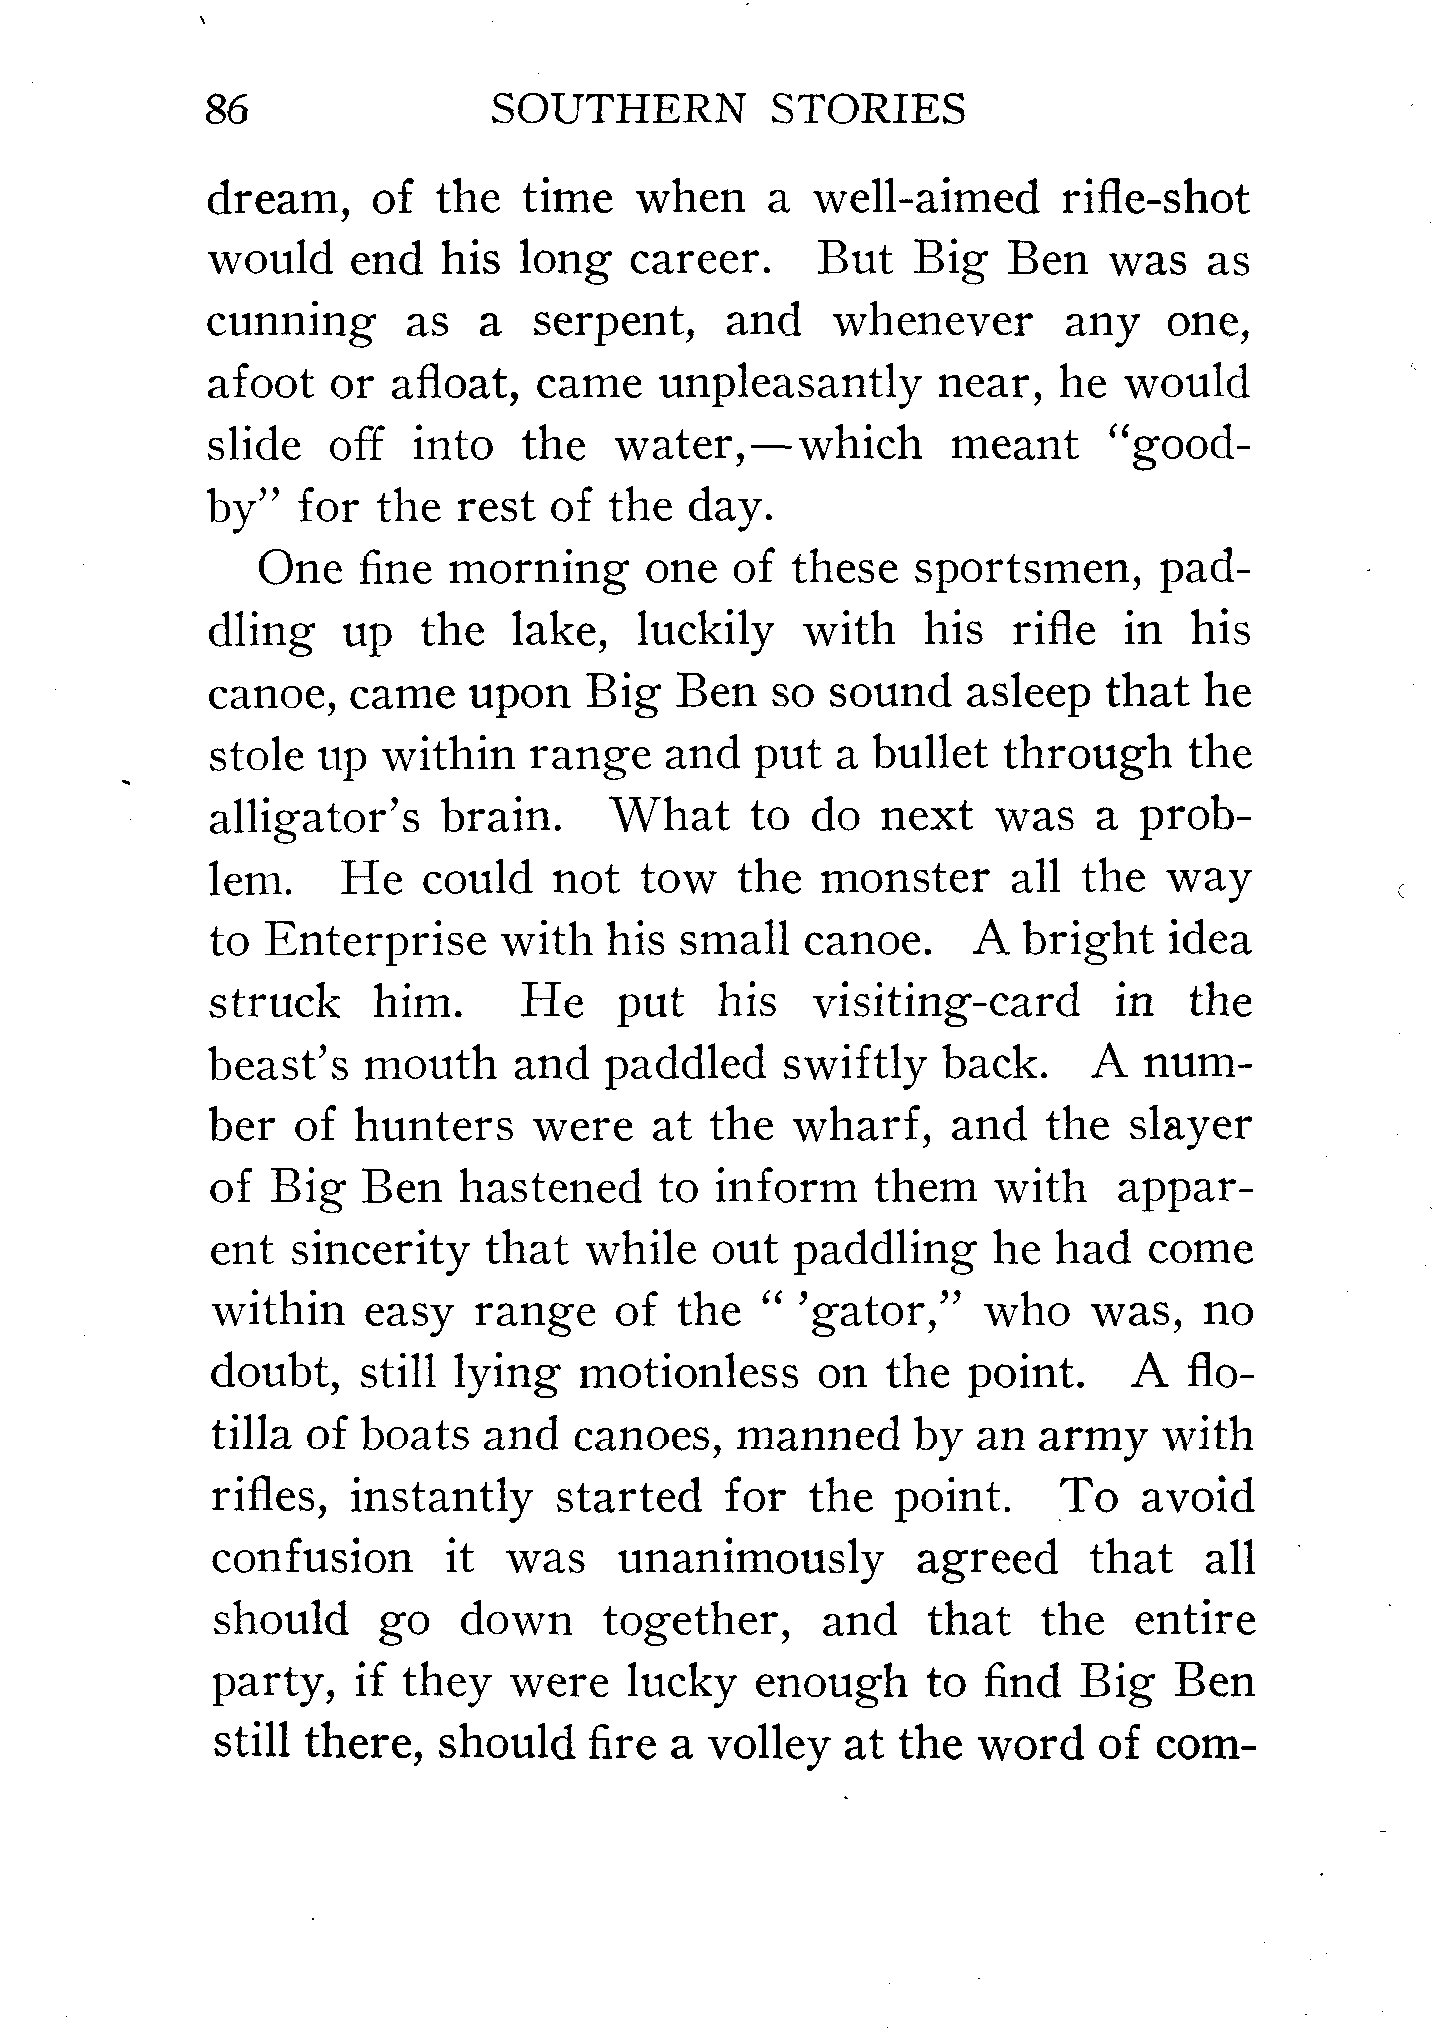 86 SOUTHERN STORIES
dream, of the time when a well-aimed rifle-shot
would end his long career. But Big Ben was as
cunning as a serpent, and whenever any one,
afoot or afloat, came unpleasantly near, he would
slide off into the water,—which meant “good-
by” for the rest of the day.
One fine morning one of these sportsmen, pad-
dling up the lake, luckily with his rifle in his
canoe, came upon Big Ben so sound asleep that he
stole up within range and put a bullet through the
alligator’s brain. What to do next was a prob-
lem. He could not tow the monster all the way
to Enterprise with his small canoe. A bright idea
struck him. He put his visiting-card in the
beast’s mouth and paddled swiftly back. A num-
ber of hunters were at the wharf, and the slayer
of Big Ben hastened to inform them with appar-
ent sincerity that while out paddling he had come
within easy range of the “ ’gator,” who was, no
doubt, still lying motionless on the point. A flo-
tilla of boats and canoes, manned by an army with
rifles, instantly started for the point. To avoid
confusion it was unanimously agreed that all
should go down together, and that the entire
party, if they were lucky enough to find Big Ben
still there, should fire a volley at the word of com-